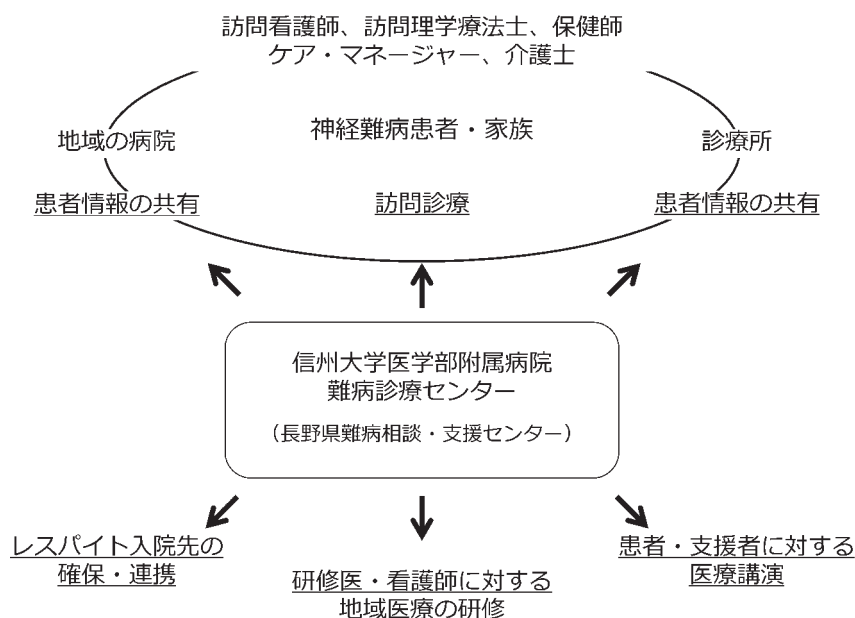 訪問看護師、訪問理学療法士、保健師
ケア・マネージャー、介護士
地域の病院
神経難病患者・家族
診療所
患者情報の共有
訪問診療
患者情報の共有
信州大学医学部附属病院
難病診療センター
（長野県難病相談・支援センター）
レスパイト入院先の
確保・連携
研修医・看護師に対する
地域医療の研修
患者・支援者に対する
医療講演